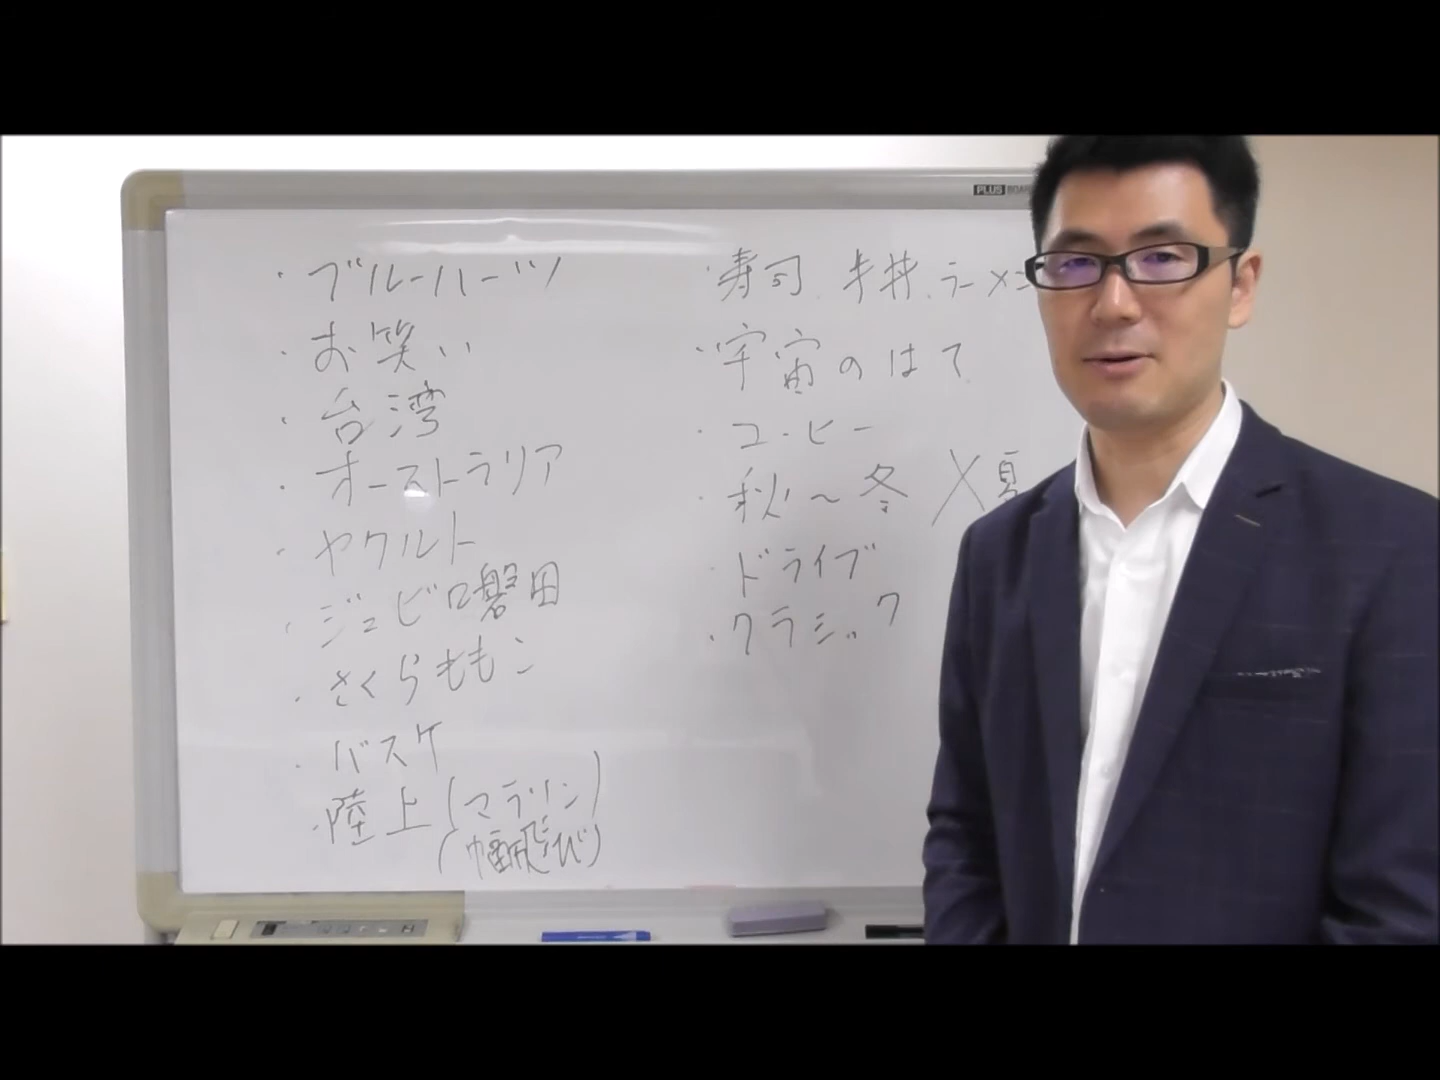 PLUS BOAR
・ブルーハーツ
・お笑い
・台湾
・オーストラリア
・ヤクルト
・ジュビロ磐田
・さくらももこ
・バスケ
・陸上(マラソン)
(幅飛び)
・寿司、牛丼、ラーメン
・宇宙のはて
・コーヒー
・秋〜冬 ╳夏
・ドライブ
・クラシック